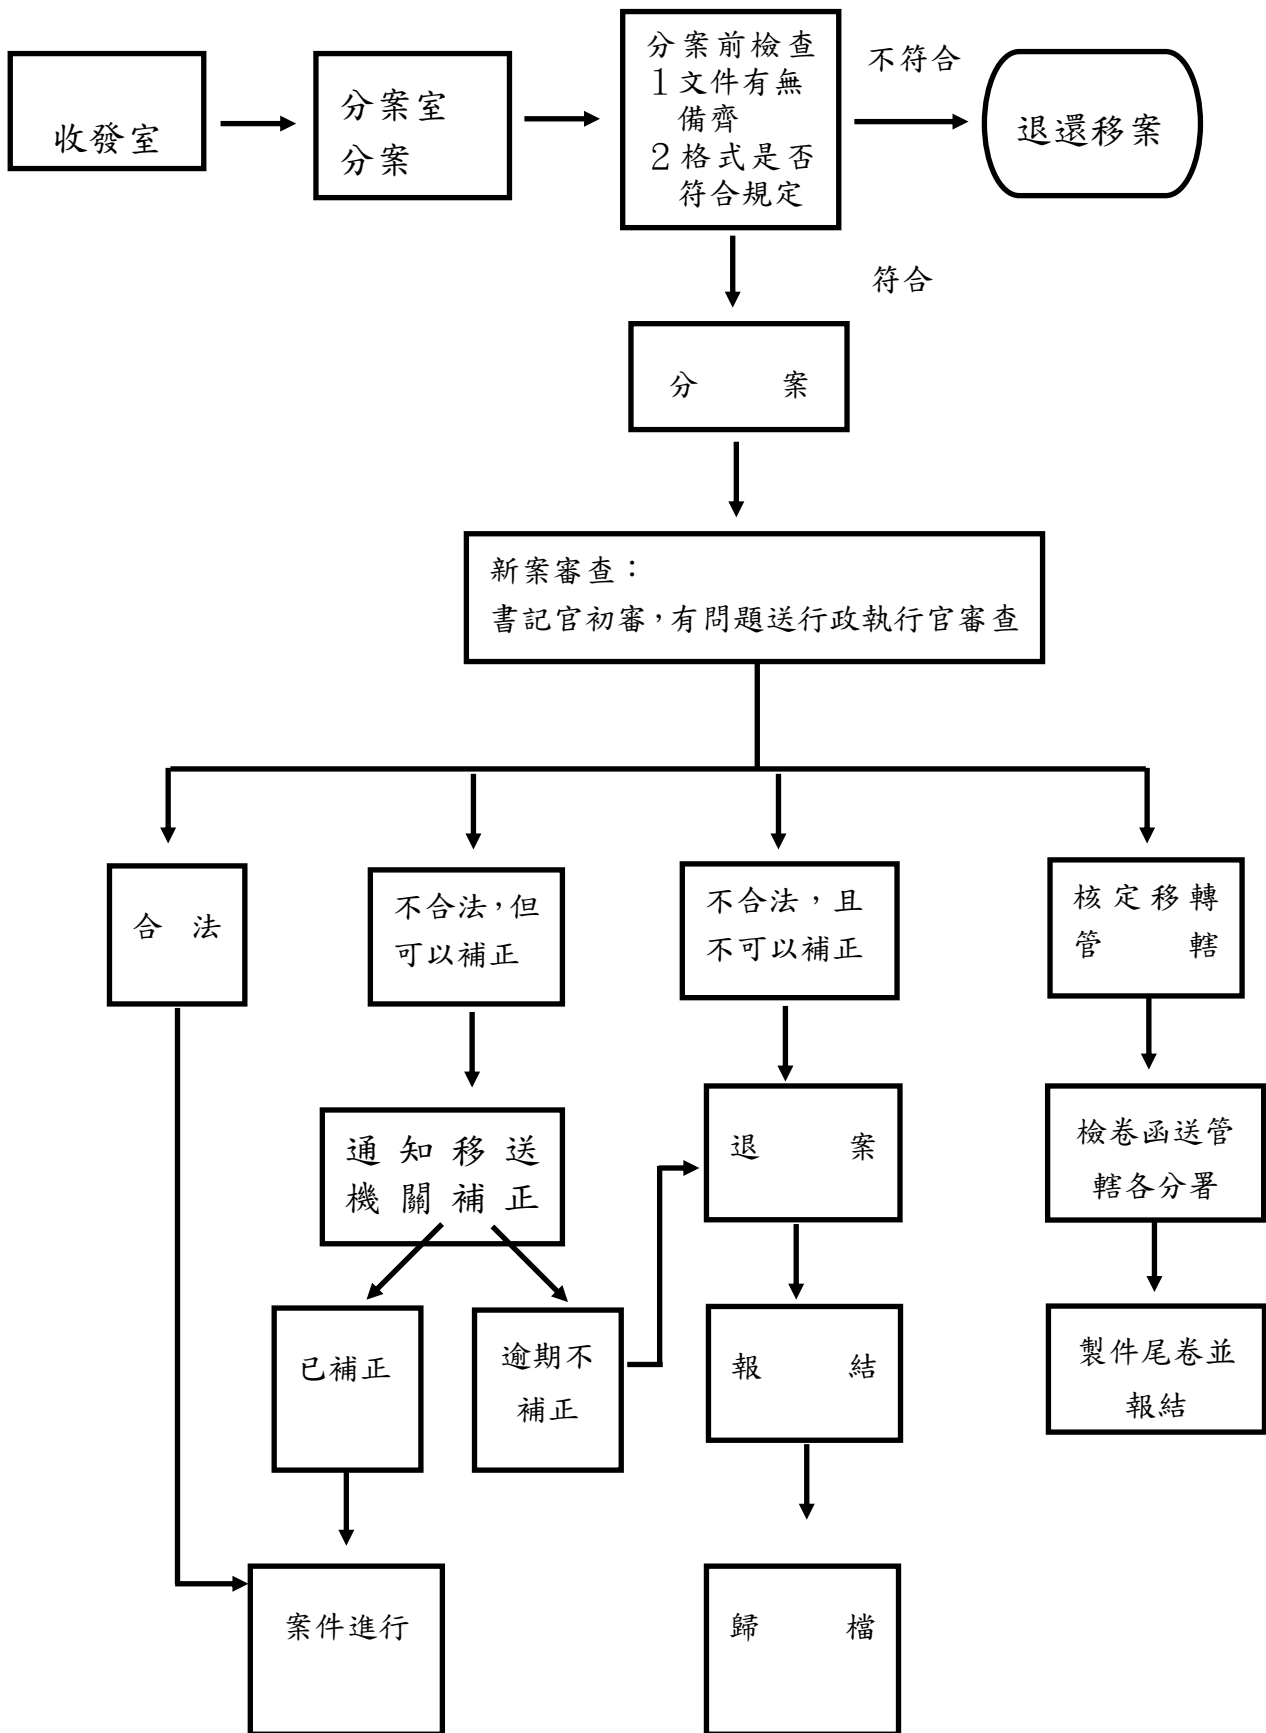 收發室
分案室
分案
分案前檢查
1文件有無
備齊
2格式是否
符合規定
不符合
退還移案
符合
分 案
新案審查：
書記官初審，有問題送行政執行官審查
合 法
不合法，但
可以補正
不合法，且
不可以補正
核定移轉
管 轄
通知移送
機關補正
退 案
檢卷函送管
轄各分署
已補正
逾期不
補正
報 結
製件尾卷並
報結
案件進行
歸 檔